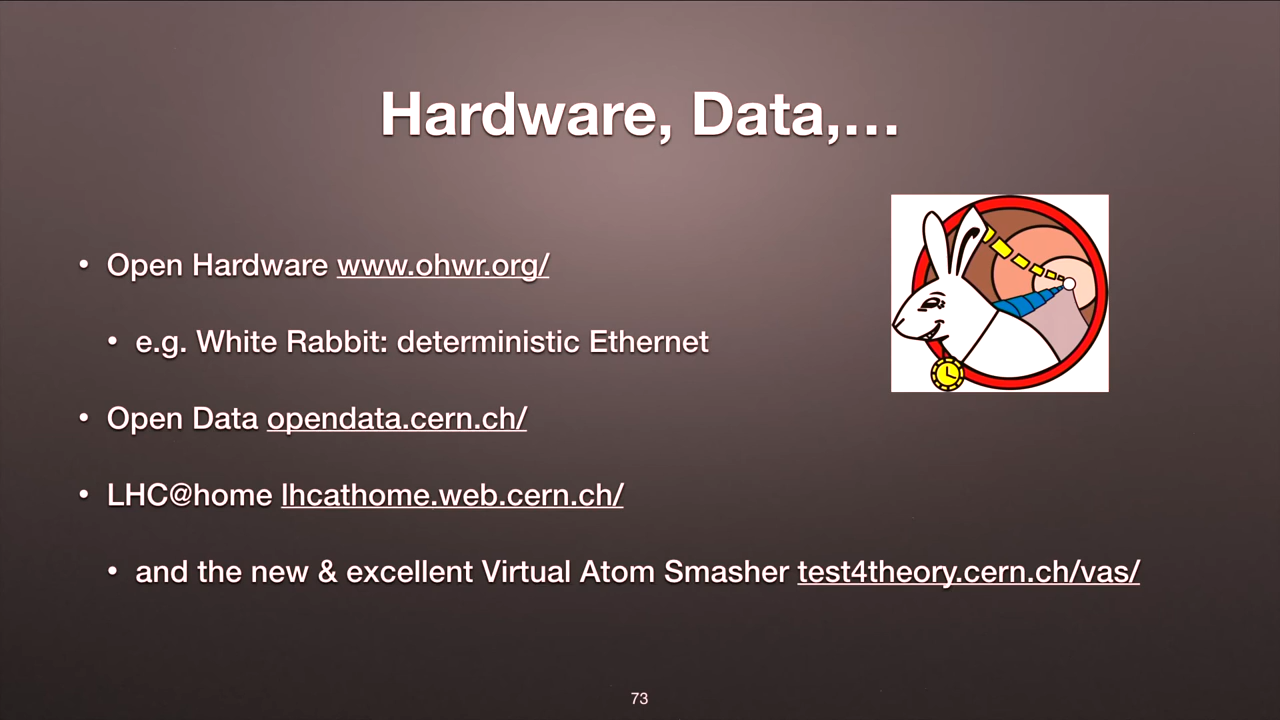 Hardware, Data,...
• Open Hardware www.ohwr.org/
• e.g. White Rabbit: deterministic Ethernet
• Open Data opendata.cern.ch/
• LHC@home lhcathome.web.cern.ch/
• and the new & excellent Virtual Atom Smasher test4theory.cern.ch/vas/
73